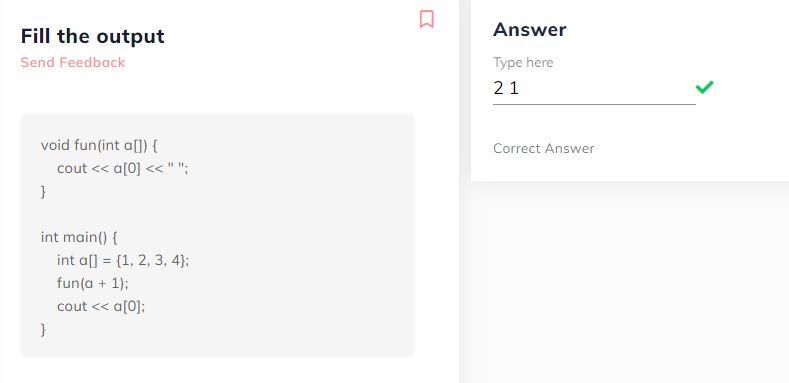 Fill the output
Send Feedback
void fun(int a[]) {
cout << a[0] << " ";
}
int main() {
int a[] = {1, 2, 3, 4};
fun(a + 1);
cout << a[0];
}
Answer
Type here
2 1
Correct Answer